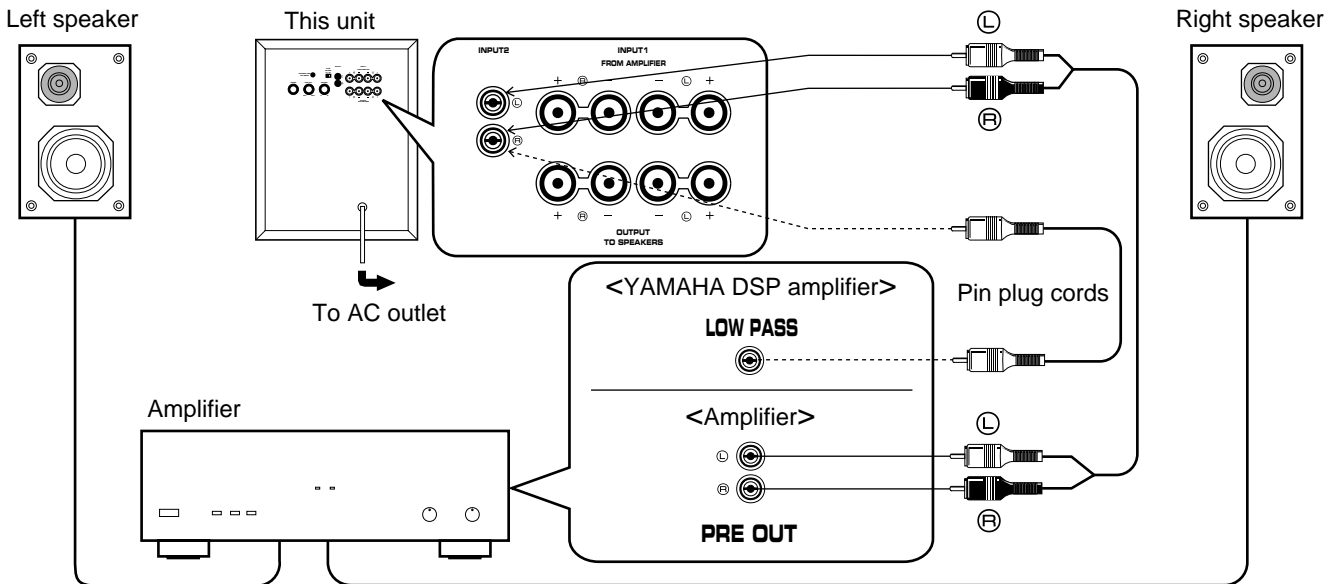 Left speaker
This unit
Right speaker
INPUT2
INPUT1
FROM AMPLIFIER
+ R − − L +
L
R
+ R − − L +
OUTPUT
TO SPEAKERS
L
R
To AC outlet
Pin plug cords
<YAMAHA DSP amplifier>
LOW PASS
Amplifier
<Amplifier>
L
R
PRE OUT
L
R